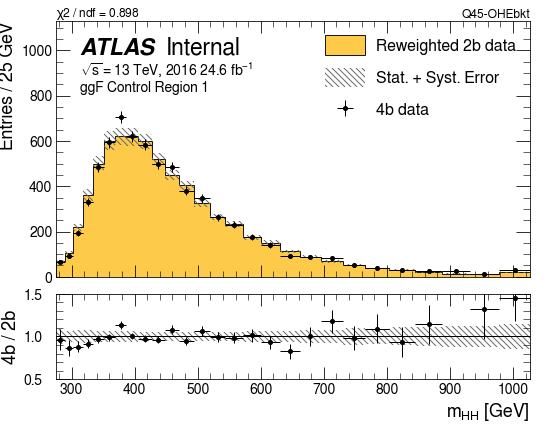 χ2 / ndf = 0.898
Q45-OHEbkt
Entries / 25 GeV
1000
800
600
400
200
0
ATLAS Internal
√s = 13 TeV, 2016 24.6 fb⁻¹
ggF Control Region 1
Reweighted 2b data
Stat. + Syst. Error
4b data
4b / 2b
1.5
1.0
0.5
300 400 500 600 700 800 900 1000
m_HH [GeV]